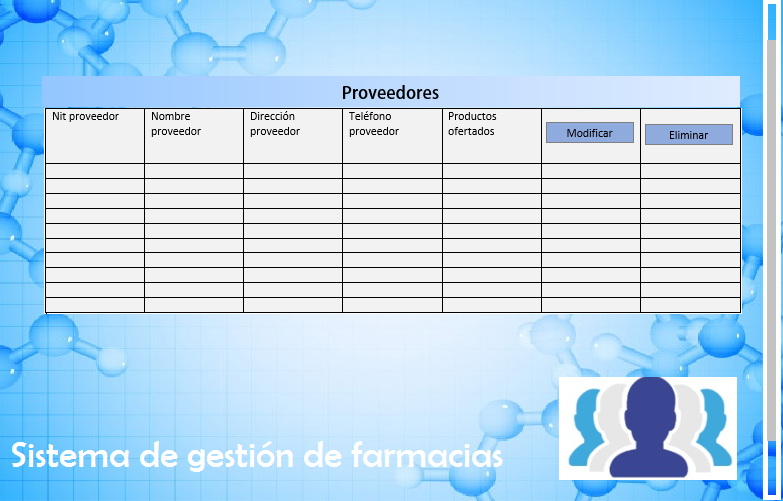 Proveedores
Nit proveedor
Nombre
proveedor
Dirección
proveedor
Teléfono
proveedor
Productos
ofertados
Modificar
Eliminar
Sistema de gestión de farmacias